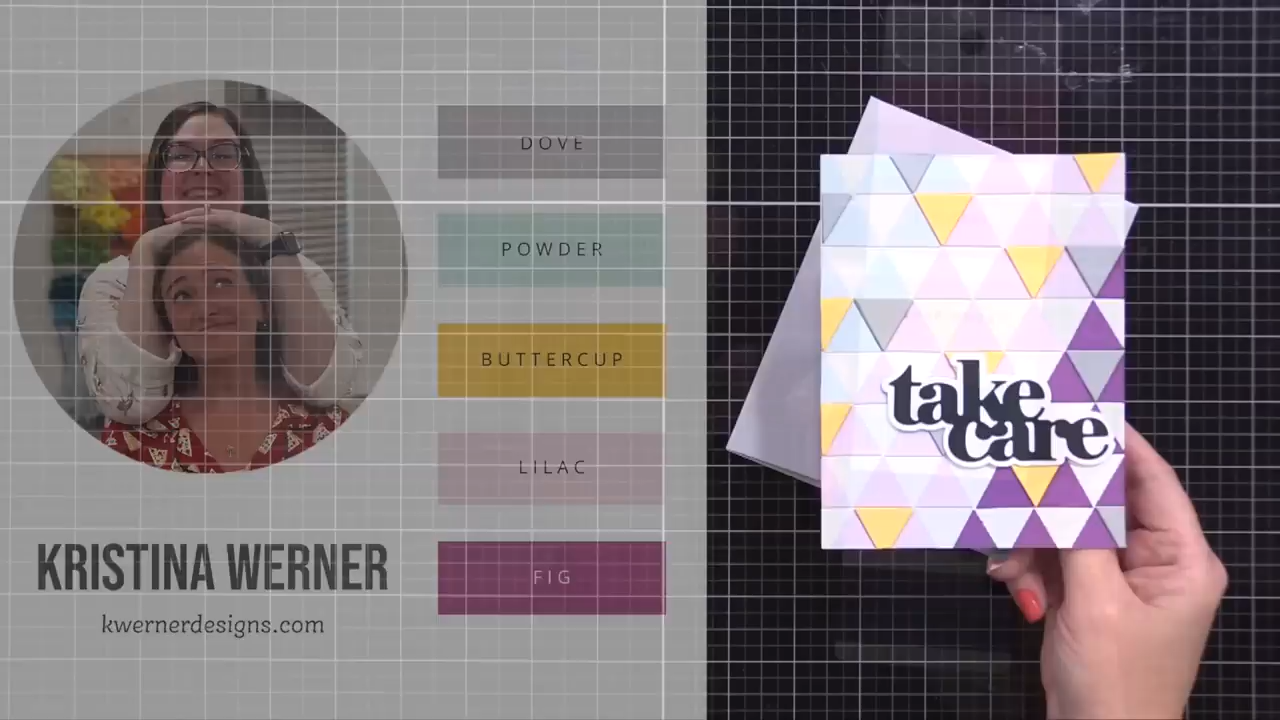 DOVE
POWDER
BUTTERCUP
LILAC
FIG
KRISTINA WERNER
kwernerdesigns.com
take
care